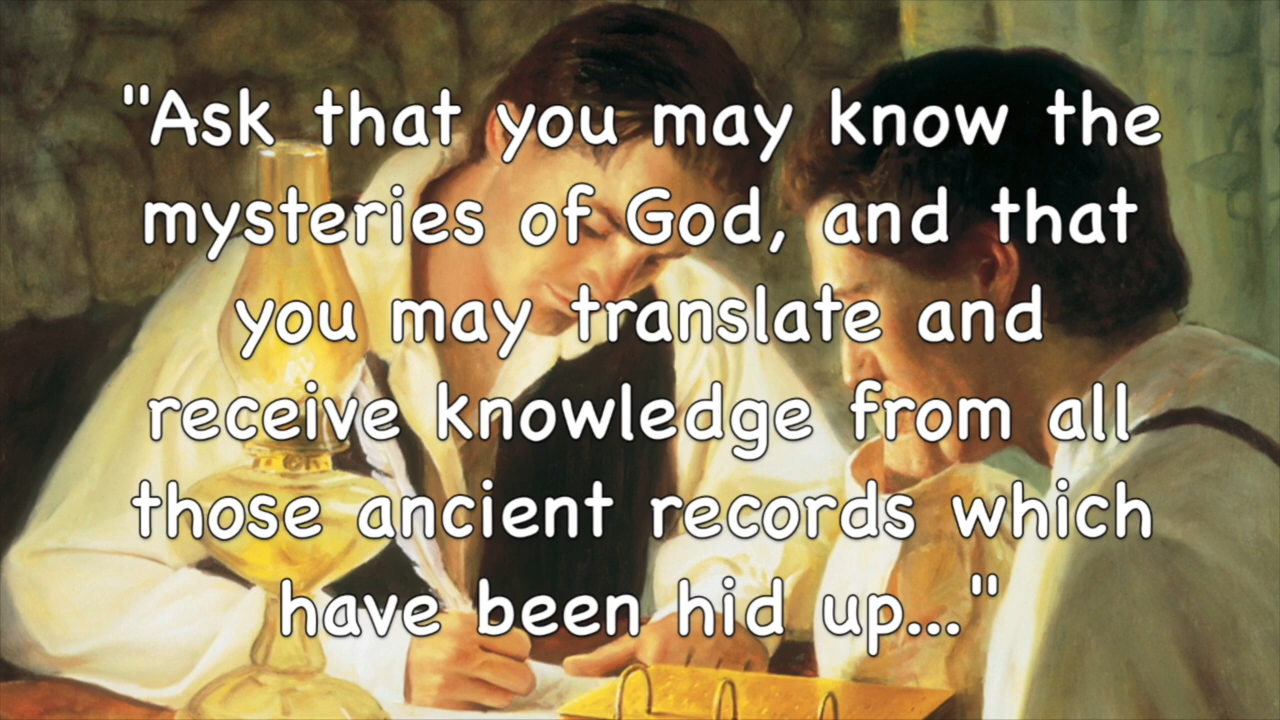 "Ask that you may know the
mysteries of God, and that
you may translate and
receive knowledge from all
those ancient records which
have been hid up..."